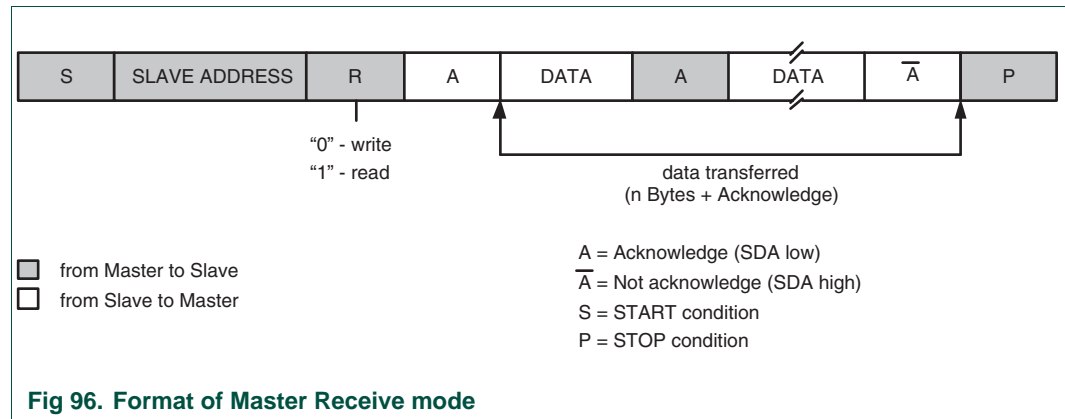 S SLAVE ADDRESS R A DATA A DATA A̅ P
“0” - write
“1” - read
data transferred
(n Bytes + Acknowledge)
from Master to Slave
from Slave to Master
A = Acknowledge (SDA low)
A̅ = Not acknowledge (SDA high)
S = START condition
P = STOP condition
Fig 96. Format of Master Receive mode